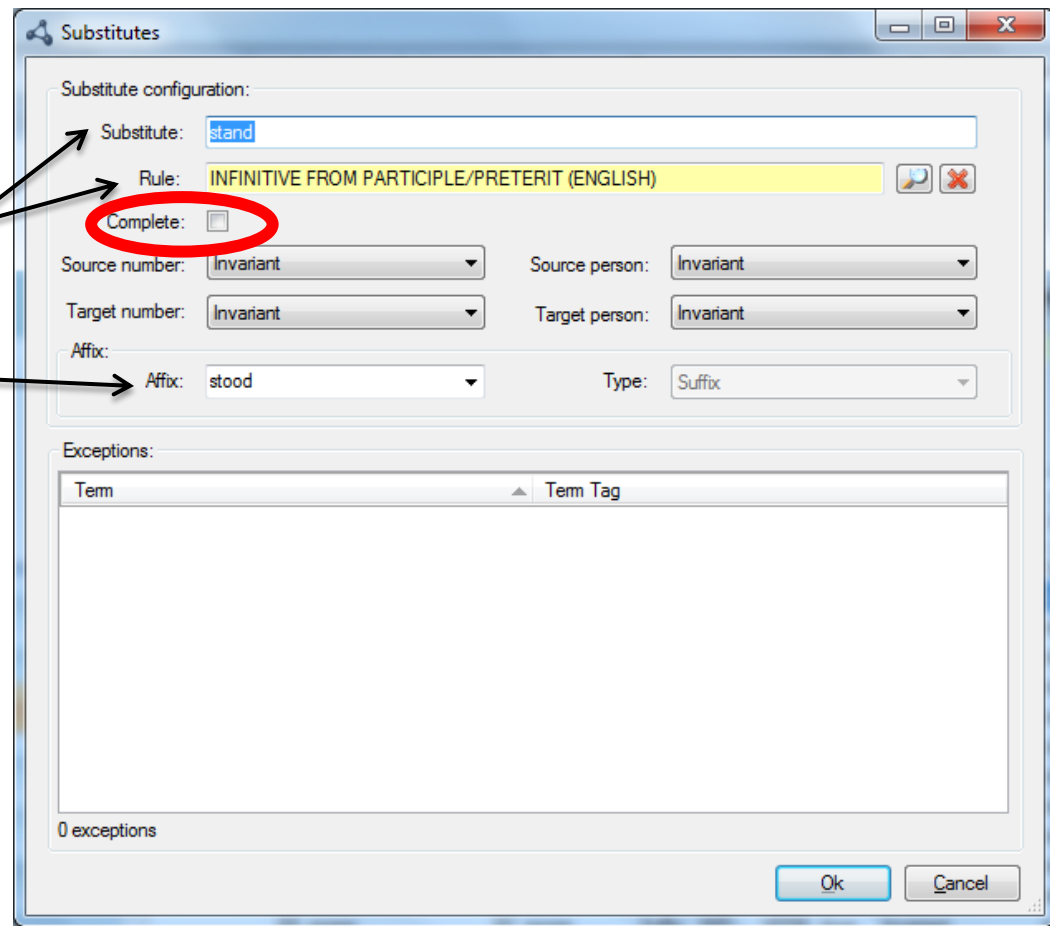 Substitutes
Substitute configuration:
Substitute: stand
Rule: INFINITIVE FROM PARTICIPLE/PRETERIT (ENGLISH)
Complete:
Source number: Invariant Source person: Invariant
Target number: Invariant Target person: Invariant
Affix:
Affix: stood Type: Suffix
Exceptions:
Term Term Tag
0 exceptions
Ok Cancel